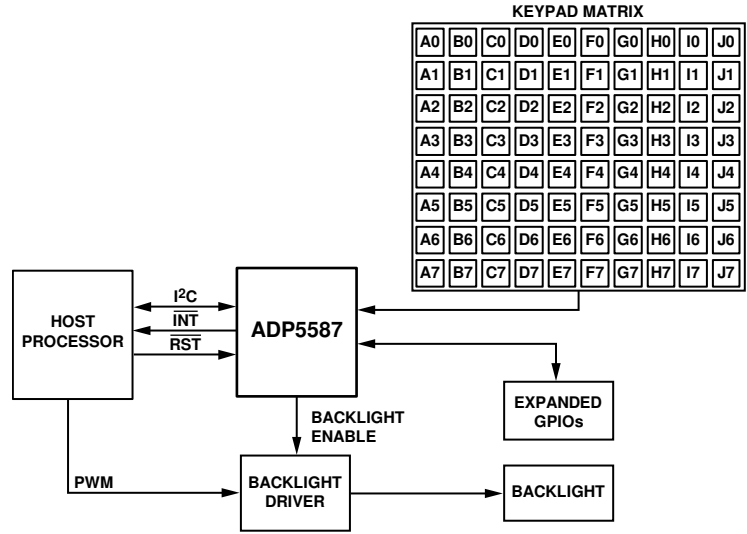 KEYPAD MATRIX
A0 B0 C0 D0 E0 F0 G0 H0 I0 J0
A1 B1 C1 D1 E1 F1 G1 H1 I1 J1
A2 B2 C2 D2 E2 F2 G2 H2 I2 J2
A3 B3 C3 D3 E3 F3 G3 H3 I3 J3
A4 B4 C4 D4 E4 F4 G4 H4 I4 J4
A5 B5 C5 D5 E5 F5 G5 H5 I5 J5
A6 B6 C6 D6 E6 F6 G6 H6 I6 J6
A7 B7 C7 D7 E7 F7 G7 H7 I7 J7
HOST
PROCESSOR
I²C
INT
RST
ADP5587
BACKLIGHT
ENABLE
EXPANDED
GPIOs
PWM
BACKLIGHT
DRIVER
BACKLIGHT